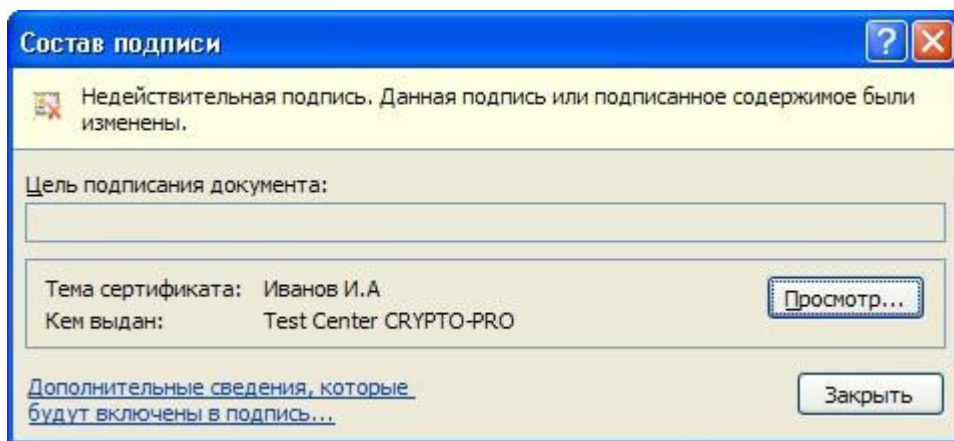 Состав подписи
Недействительная подпись. Данная подпись или подписанное содержимое были
изменены.
Цель подписания документа:
Тема сертификата: Иванов И.А
Просмотр...
Кем выдан: Test Center CRYPTO-PRO
Дополнительные сведения, которые
будут включены в подпись...
Закрыть